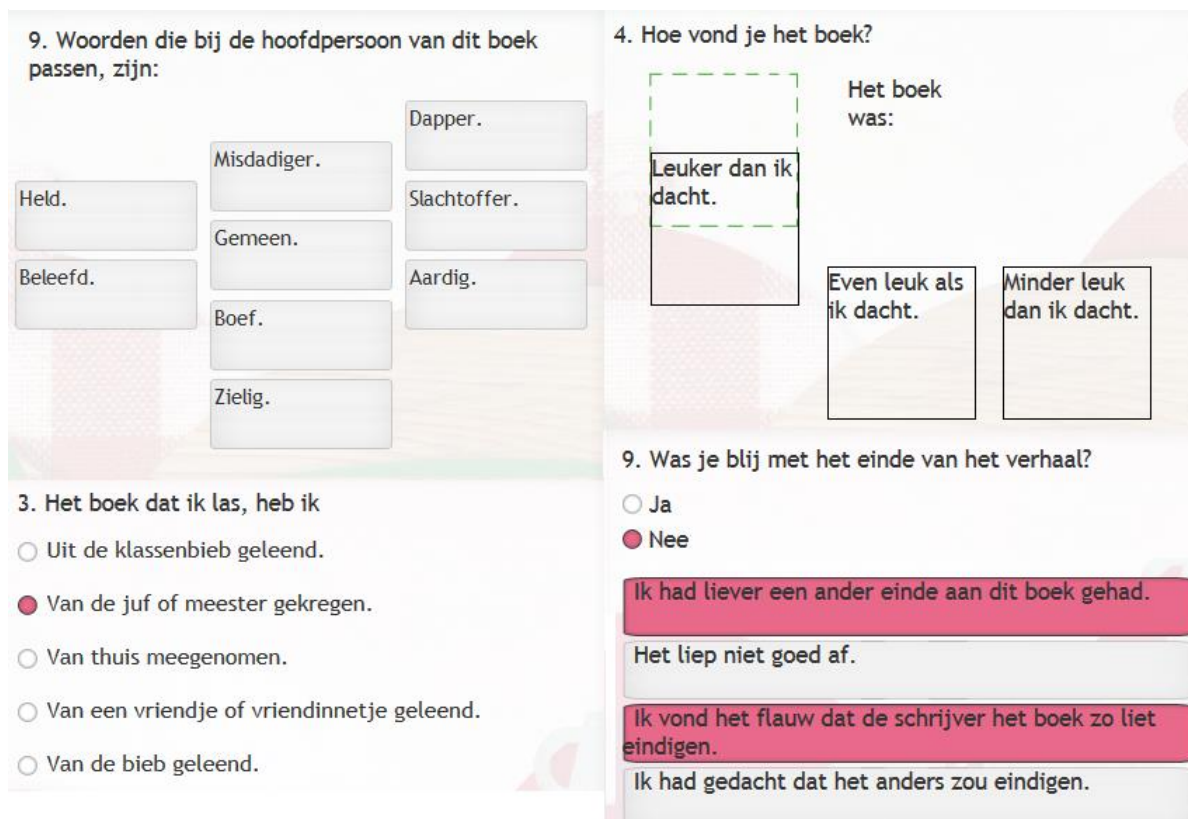 9. Woorden die bij de hoofdpersoon van dit boek
passen, zijn:
Held.
Beleefd.
Misdadiger.
Gemeen.
Boef.
Zielig.
Dapper.
Slachtoffer.
Aardig.
3. Het boek dat ik las, heb ik
Uit de klassenbieb geleend.
Van de juf of meester gekregen.
Van thuis meegenomen.
Van een vriendje of vriendinnetje geleend.
Van de bieb geleend.
4. Hoe vond je het boek?
Het boek
was:
Leuker dan ik
dacht.
Even leuk als
ik dacht.
Minder leuk
dan ik dacht.
9. Was je blij met het einde van het verhaal?
Ja
Nee
Ik had liever een ander einde aan dit boek gehad.
Het liep niet goed af.
Ik vond het flauw dat de schrijver het boek zo liet
eindigen.
Ik had gedacht dat het anders zou eindigen.